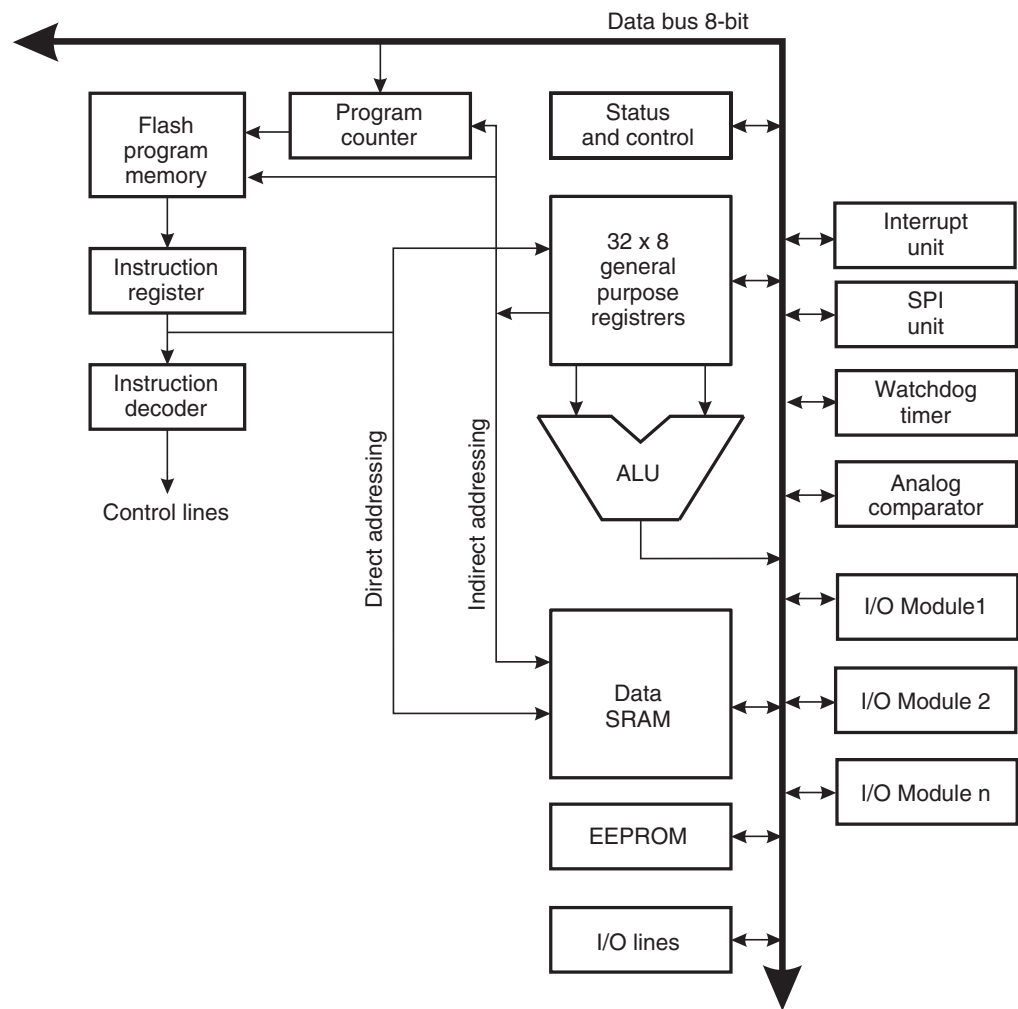 Data bus 8-bit
Flash
program
memory
Program
counter
Status
and control
Instruction
register
32 x 8
general
purpose
registrers
Interrupt
unit
SPI
unit
Instruction
decoder
Watchdog
timer
ALU
Control lines
Direct addressing
Indirect addressing
Analog
comparator
I/O Module1
Data
SRAM
I/O Module 2
I/O Module n
EEPROM
I/O lines